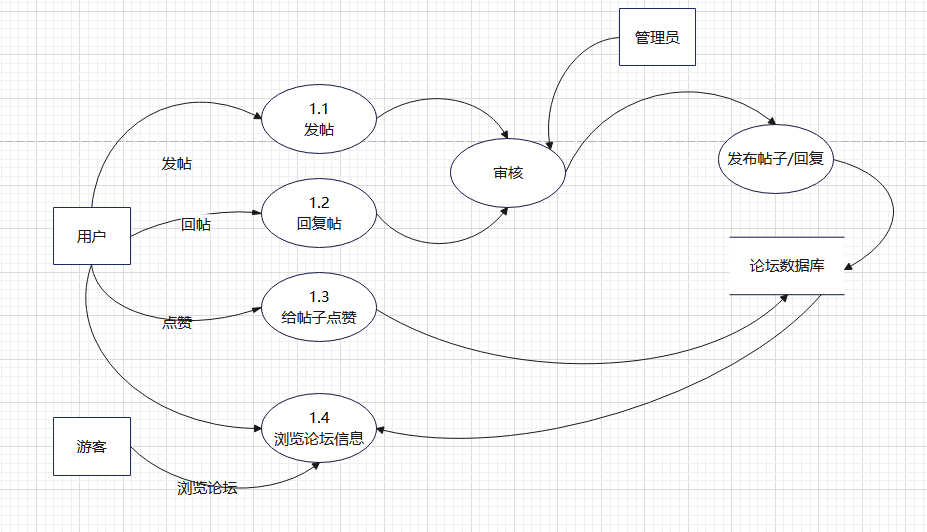 管理员
1.1
发帖
发帖
审核
发布帖子/回复
1.2
回复帖
回帖
用户
论坛数据库
1.3
给帖子点赞
点赞
1.4
浏览论坛信息
游客
浏览论坛